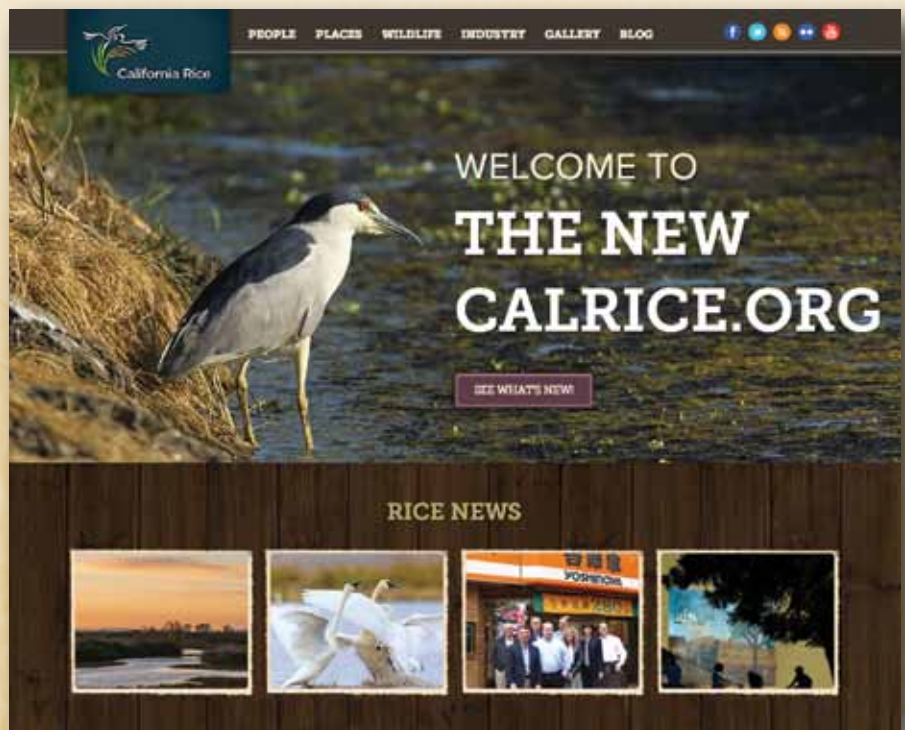 California Rice
PEOPLE PLACES WILDLIFE INDUSTRY GALLERY BLOG
WELCOME TO
THE NEW
CALRICE.ORG
SEE WHAT'S NEW!
RICE NEWS
YOSHINOYA
280